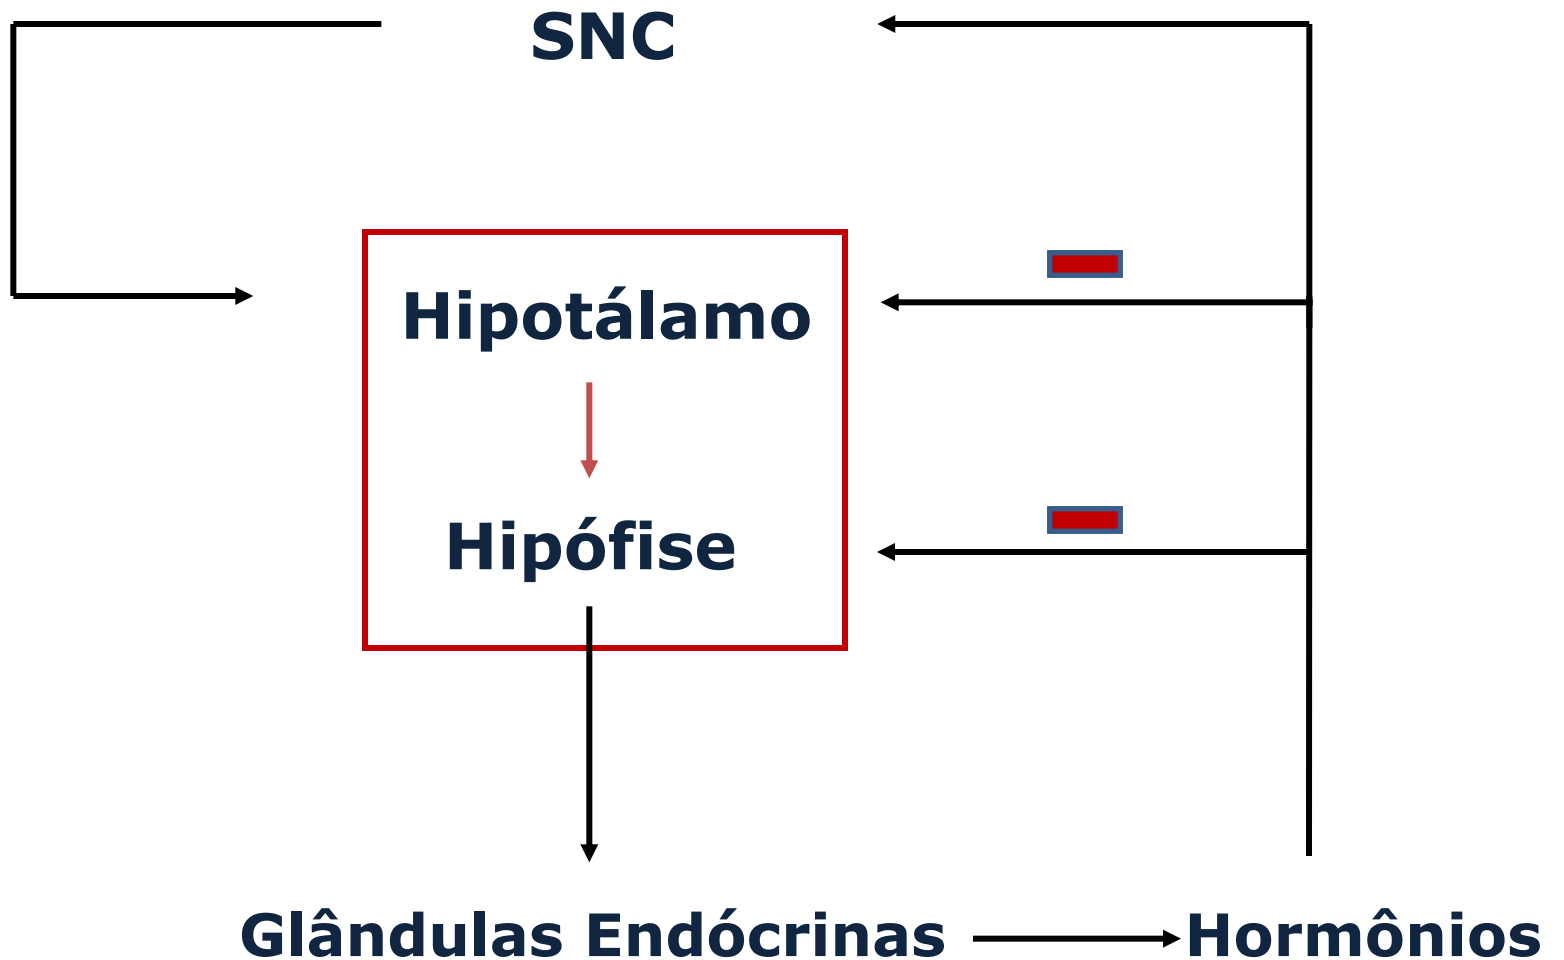 SNC
Hipotálamo
Hipófise
Glândulas Endócrinas
Hormônios